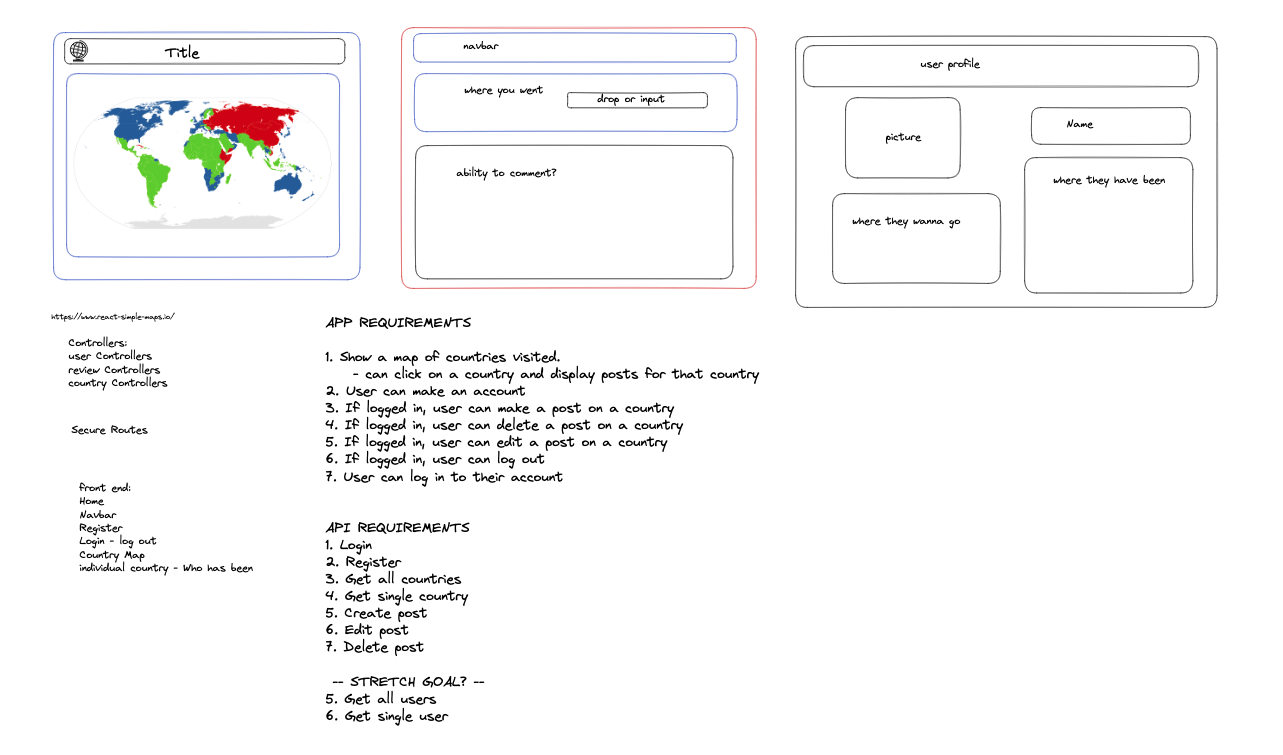 Title
navbar
where you went
drop or input
ability to comment?
user profile
picture
Name
where they have been
where they wanna go
https://www.react-simple-maps.io/
Controllers:
user Controllers
review Controllers
country Controllers
Secure Routes
front end:
Home
Navbar
Register
Login - log out
Country Map
individual country - Who has been
APP REQUIREMENTS
1. Show a map of countries visited.
- can click on a country and display posts for that country
2. User can make an account
3. If logged in, user can make a post on a country
4. If logged in, user can delete a post on a country
5. If logged in, user can edit a post on a country
6. If logged in, user can log out
7. User can log in to their account
API REQUIREMENTS
1. Login
2. Register
3. Get all countries
4. Get single country
5. Create post
6. Edit post
7. Delete post
-- STRETCH GOAL? --
5. Get all users
6. Get single user